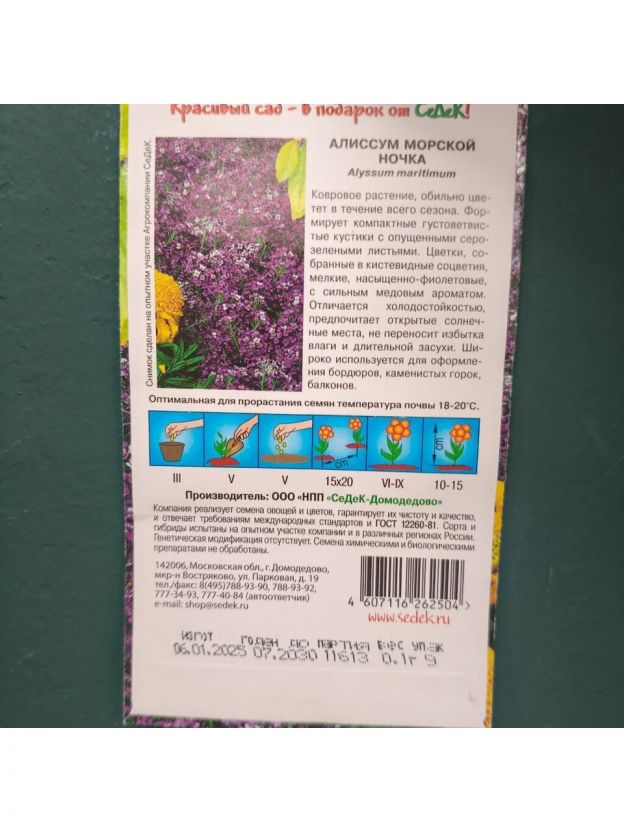 Красивый сад – в подарок от СеДеК!
Снимок сделан на опытном участке Агрокомпании СеДеК.
АЛИССУМ МОРСКОЙ
НОЧКА
Alyssum maritimum
Ковровое растение, обильно цве-
тет в течение всего сезона. Фор-
мирует компактные густоветвис-
тые кустики с опущенными серо-
зелеными листьями. Цветки, со-
бранные в кистевидные соцветия,
мелкие, насыщенно-фиолетовые,
с сильным медовым ароматом.
Отличается холодостойкостью,
предпочитает открытые солнеч-
ные места, не переносит избытка
влаги и длительной засухи. Ши-
роко используется для оформле-
ния бордюров, каменистых горок,
балконов.
Оптимальная для прорастания семян температура почвы 18-20°С.
cm
cm
III V V 15x20 VI-IX 10-15
Производитель: ООО «НПП «СеДеК-Домодедово»
Компания реализует семена овощей и цветов, гарантирует их чистоту и качество,
и отвечает требованиям международных стандартов и ГОСТ 12260-81. Сорта и
гибриды испытаны на опытном участке компании и в различных регионах России.
Генетическая модификация отсутствует. Семена химическими и биологическими
препаратами не обработаны.
142006, Московская обл., г. Домодедово,
мкр-н Востряково, ул. Парковая, д. 19
тел./факс: 8(495)788-93-90, 788-93-92,
777-34-93, 777-40-84 (автоответчик)
e-mail: shop@sedek.ru
4 607116 262504
www.sedek.ru
ИЗГОТ ГОДЕН ДО ПАРТИЯ ВЕС УПАК
06.01.2025 07.2030 11613 0.1г 9